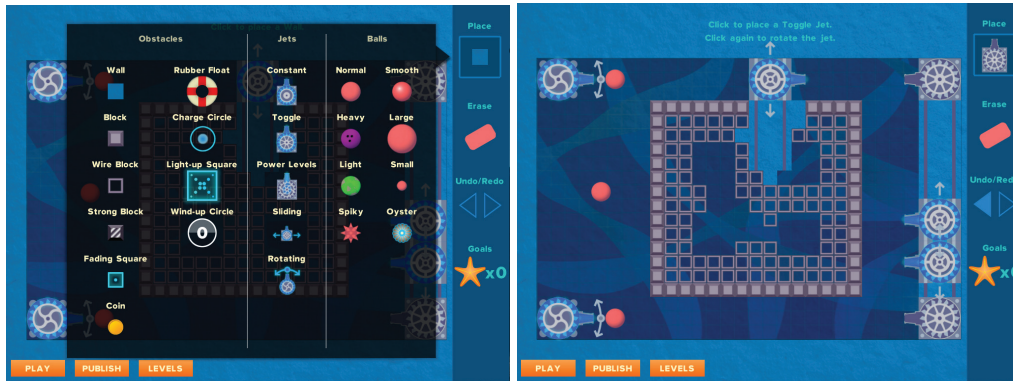 Obstacles
Jets
Balls
Wall
Rubber Float
Constant
Normal
Smooth
Block
Charge Circle
Toggle
Heavy
Large
Wire Block
Light-up Square
Power Levels
Light
Small
Strong Block
Wind-up Circle
Sliding
Spiky
Oyster
0
Fading Square
Rotating
Coin
Place
Erase
Undo/Redo
Goals
x0
PLAY
PUBLISH
LEVELS
Click to place a Toggle Jet.
Click again to rotate the jet.
Place
Erase
Undo/Redo
Goals
PLAY
PUBLISH
LEVELS